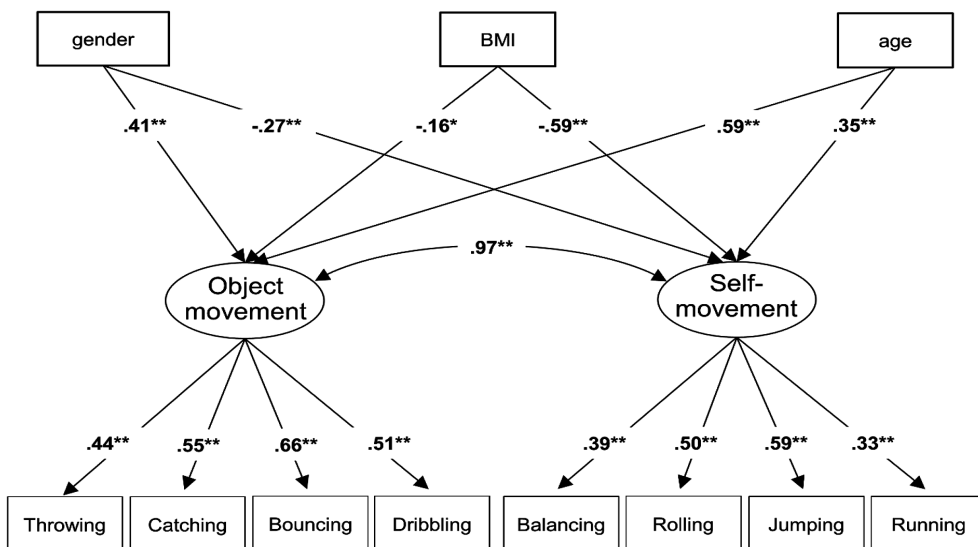 gender
BMI
age
.41**
-.27**
-.16*
-.59**
.59**
.35**
.97**
Object
movement
Self-
movement
.44**
.55**
.66**
.51**
.39**
.50**
.59**
.33**
Throwing
Catching
Bouncing
Dribbling
Balancing
Rolling
Jumping
Running